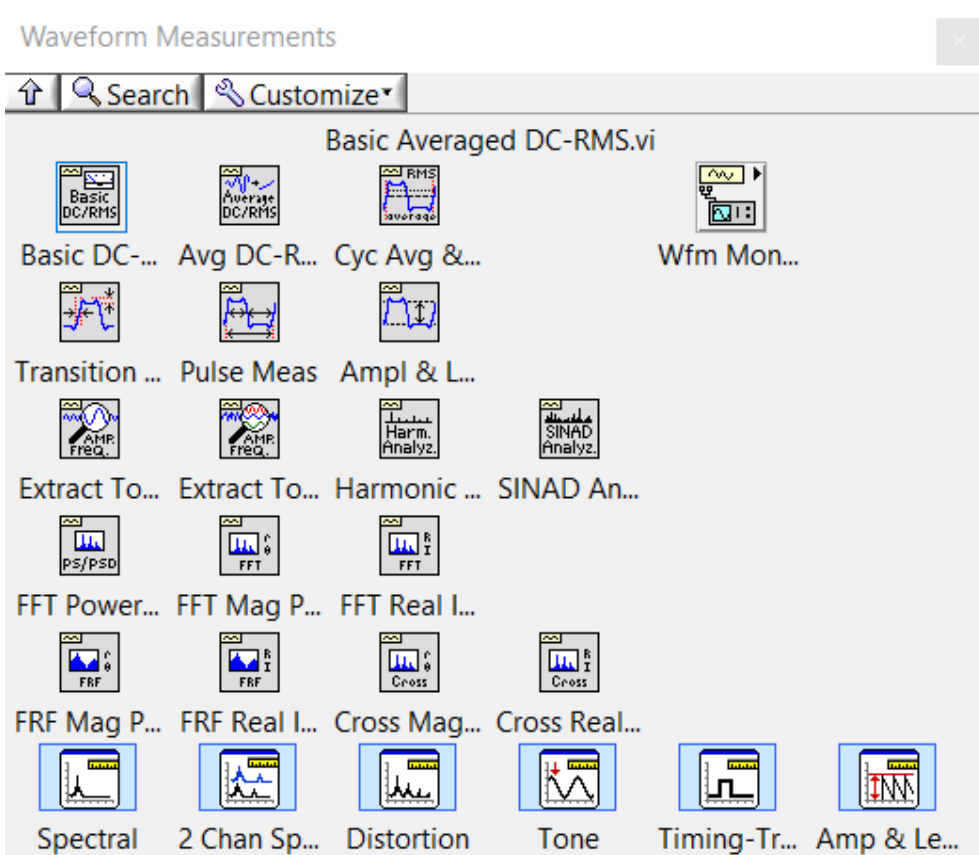 Waveform Measurements
Search Customize
Basic Averaged DC-RMS.vi
Basic DC/RMS Average DC/RMS RMS average
Basic DC-... Avg DC-R... Cyc Avg &... Wfm Mon...
Transition ... Pulse Meas Ampl & L...
AMP. Freq. AMP. Freq. Harm. Analyz. SINAD Analyz.
Extract To... Extract To... Harmonic ... SINAD An...
PS/PSD r θ FFT R I FFT
FFT Power... FFT Mag P... FFT Real I...
r θ FRF R I FRF r θ Cross R I Cross
FRF Mag P... FRF Real I... Cross Mag... Cross Real...
Spectral 2 Chan Sp... Distortion Tone Timing-Tr... Amp & Le...